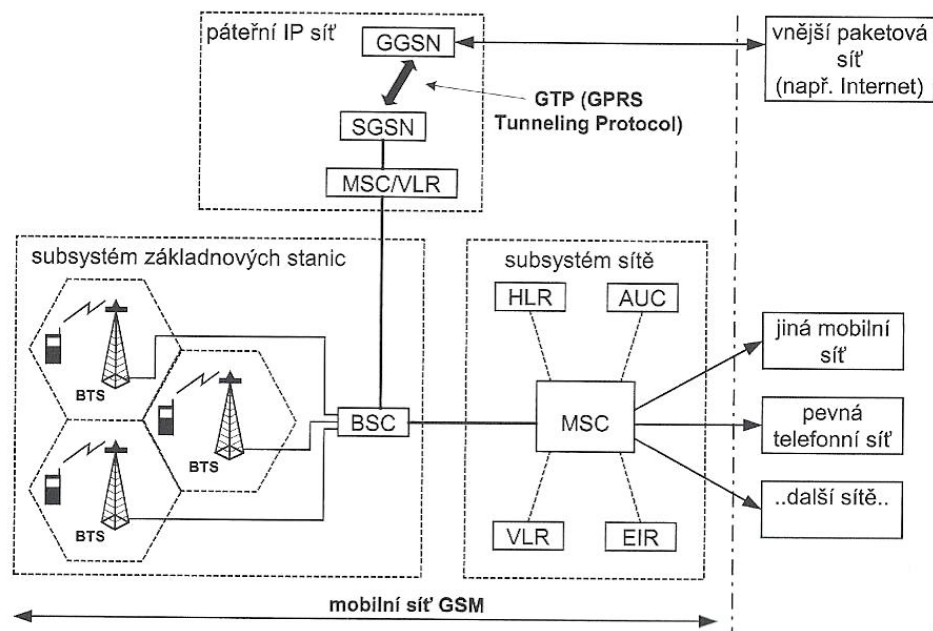 páteřní IP síť
GGSN
GTP (GPRS
Tunneling Protocol)
SGSN
MSC/VLR
vnější paketová
síť
(např. Internet)
subsystém základnových stanic
BTS
BTS
BTS
BSC
subsystém sítě
HLR
AUC
MSC
VLR
EIR
jiná mobilní
síť
pevná
telefonní síť
..další sítě..
mobilní síť GSM